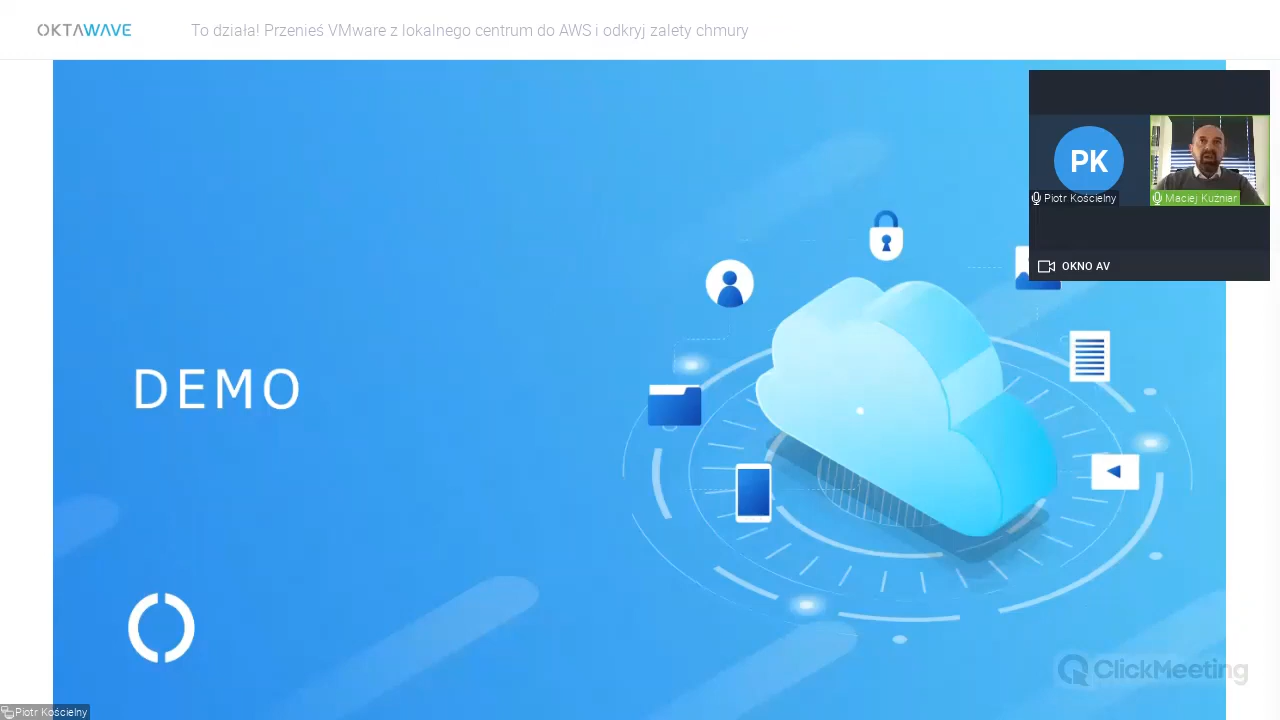 OKTAWAVE
To działa! Przenieś VMware z lokalnego centrum do AWS i odkryj zalety chmury
PK
Piotr Kościelny
Maciej Kuźniar
OKNO AV
DEMO
ClickMeeting
Piotr Kościelny